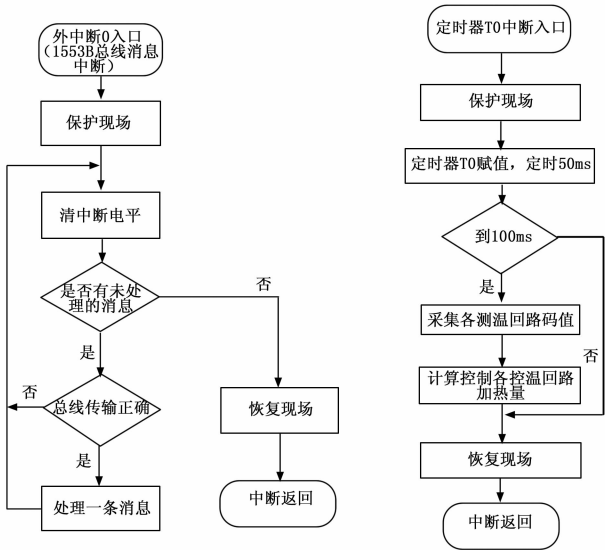 外中断0入口
（1553B总线消息
中断）
保护现场
清中断电平
是否有未处
理的消息
否
是
总线传输正确
否
是
处理一条消息
恢复现场
中断返回
定时器T0中断入口
保护现场
定时器T0赋值，定时50ms
到100ms
是
否
采集各测温回路码值
计算控制各控温回路
加热量
恢复现场
中断返回